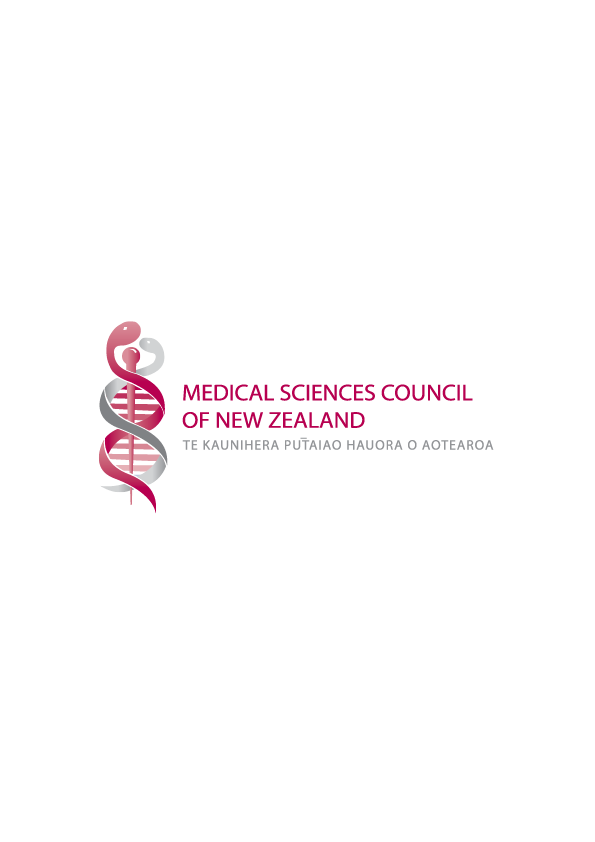 MEDICAL SCIENCES COUNCIL
OF NEW ZEALAND
TE KAUNIHERA PŪTAIAO HAUORA O AOTEAROA